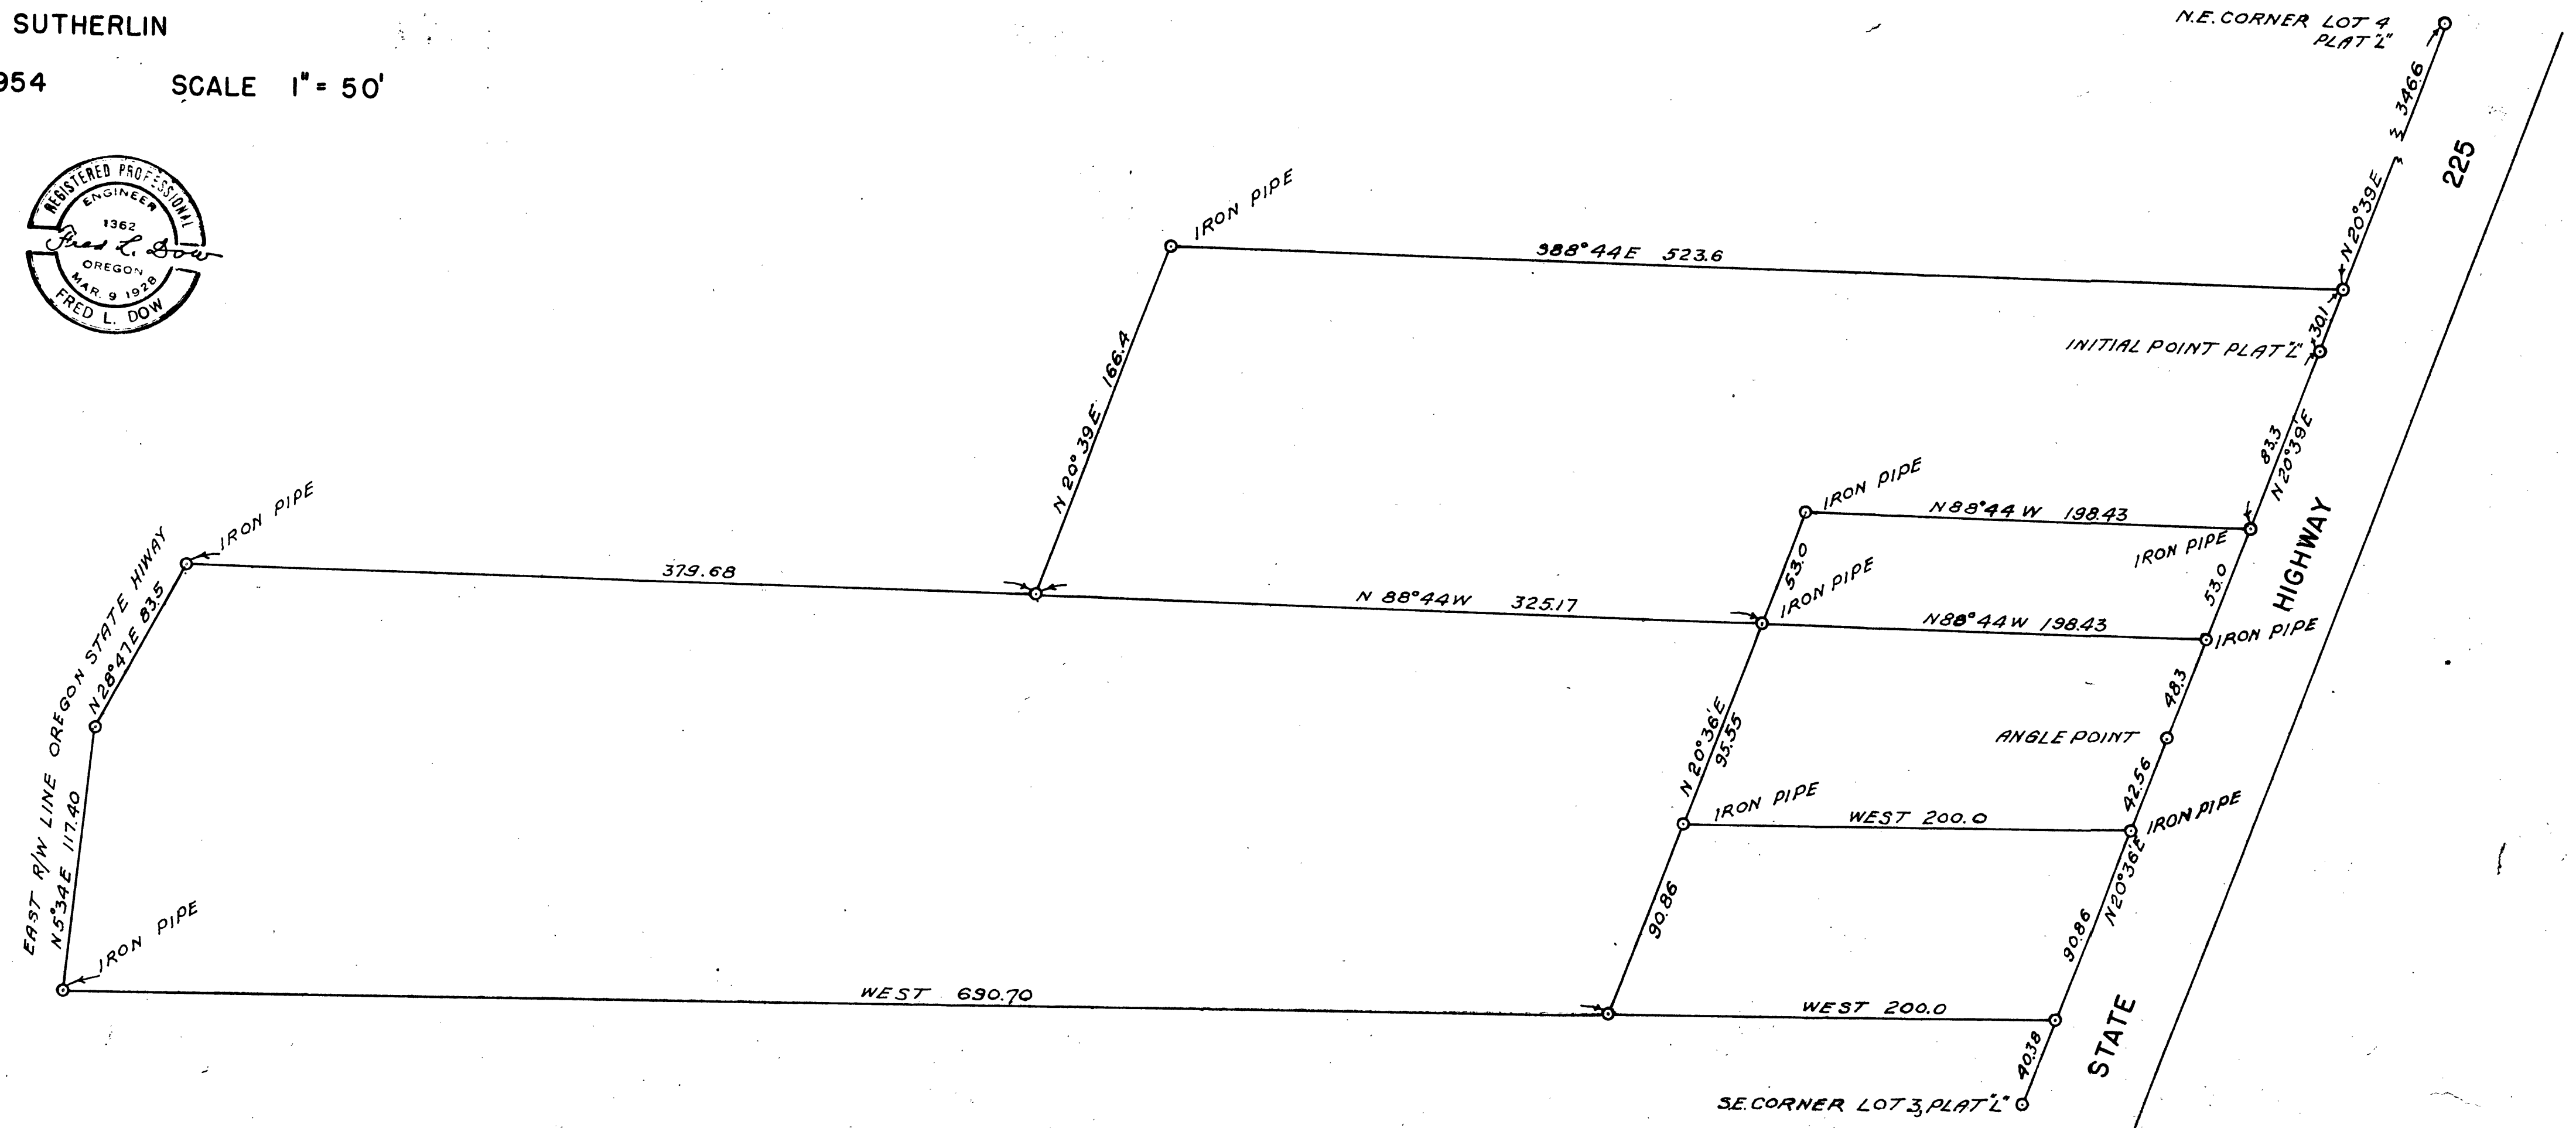 SUTHERLIN
954 SCALE 1" = 50'
REGISTERED PROFESSIONAL
ENGINEER
1362
Fred L. Dow
OREGON
MAR. 9 1928
FRED L. DOW
N.E. CORNER LOT 4
PLAT "L"
346.6
N 20°39'E
225
IRON PIPE
S88°44E 523.6
30.1
INITIAL POINT PLAT "L"
N 20°39'E 166.4
83.3
N 20°39'E
IRON PIPE
N88°44 W 198.43
IRON PIPE
HIGHWAY
IRON PIPE
EAST R/W LINE OREGON STATE HIWAY
N28°47E 83.5
379.68
N 88°44W 325.17
53.0
IRON PIPE
N88°44W 198.43
53.0
IRON PIPE
N 20°36'E
95.55
48.3
ANGLE POINT
42.56
IRON PIPE
WEST 200.0
IRON PIPE
N20°36'E
N5°34E 117.40
IRON PIPE
90.86
90.86
WEST 690.70
WEST 200.0
STATE
40.38
S.E. CORNER LOT 3, PLAT "L"